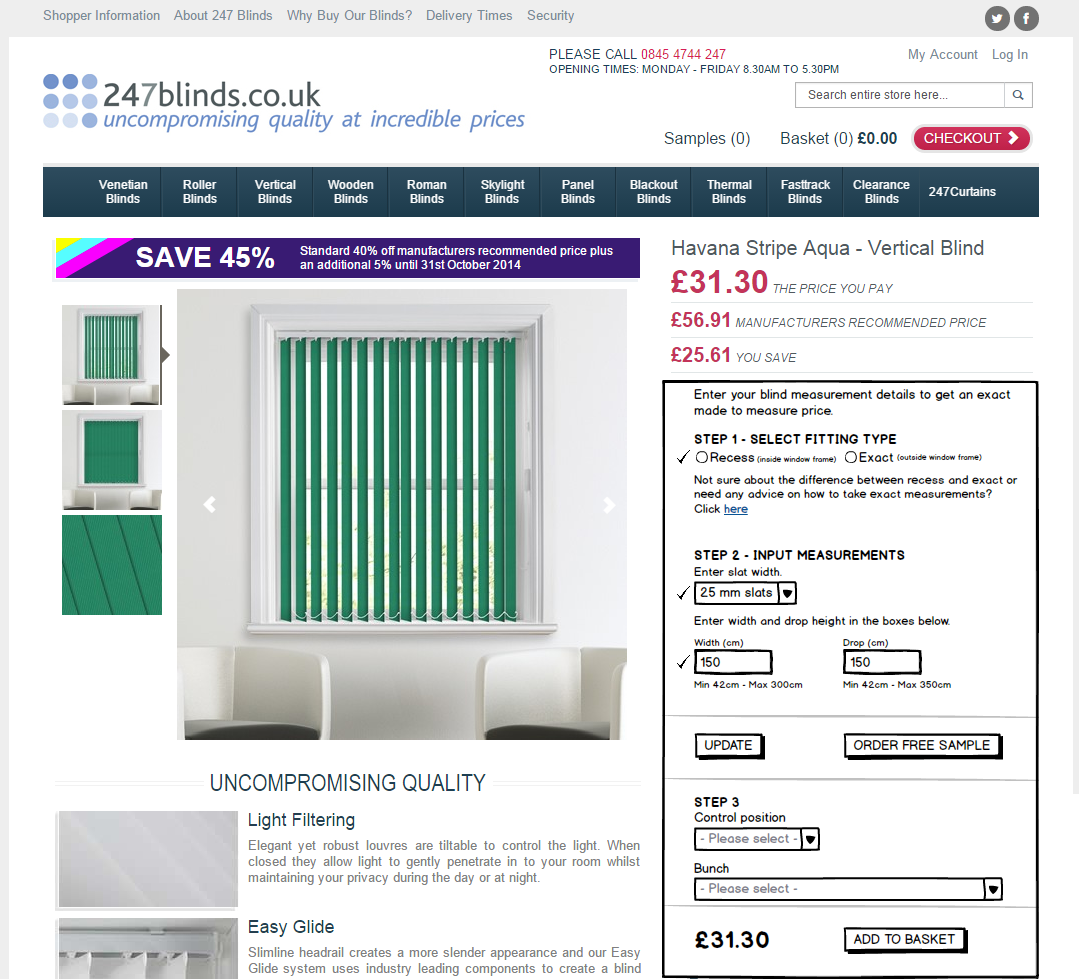 Shopper Information About 247 Blinds Why Buy Our Blinds? Delivery Times Security
PLEASE CALL 0845 4744 247
OPENING TIMES: MONDAY - FRIDAY 8.30AM TO 5.30PM
My Account Log In
247blinds.co.uk
uncompromising quality at incredible prices
Search entire store here...
Samples (0) Basket (0) £0.00 CHECKOUT
Venetian Blinds
Roller Blinds
Vertical Blinds
Wooden Blinds
Roman Blinds
Skylight Blinds
Panel Blinds
Blackout Blinds
Thermal Blinds
Fasttrack Blinds
Clearance Blinds
247Curtains
SAVE 45%
Standard 40% off manufacturers recommended price plus
an additional 5% until 31st October 2014
Havana Stripe Aqua - Vertical Blind
£31.30 THE PRICE YOU PAY
£56.91 MANUFACTURERS RECOMMENDED PRICE
£25.61 YOU SAVE
Enter your blind measurement details to get an exact
made to measure price.
STEP 1 - SELECT FITTING TYPE
Recess (inside window frame) Exact (outside window frame)
Not sure about the difference between recess and exact or
need any advice on how to take exact measurements?
Click here
STEP 2 - INPUT MEASUREMENTS
Enter slat width.
25 mm slats
Enter width and drop height in the boxes below.
Width (cm) Drop (cm)
150 150
Min 42cm - Max 300cm Min 42cm - Max 350cm
UPDATE ORDER FREE SAMPLE
STEP 3
Control position
- Please select -
Bunch
- Please select -
£31.30 ADD TO BASKET
UNCOMPROMISING QUALITY
Light Filtering
Elegant yet robust louvres are tiltable to control the light. When
closed they allow light to gently penetrate in to your room whilst
maintaining your privacy during the day or at night.
Easy Glide
Slimline headrail creates a more slender appearance and our Easy
Glide system uses industry leading components to create a blind